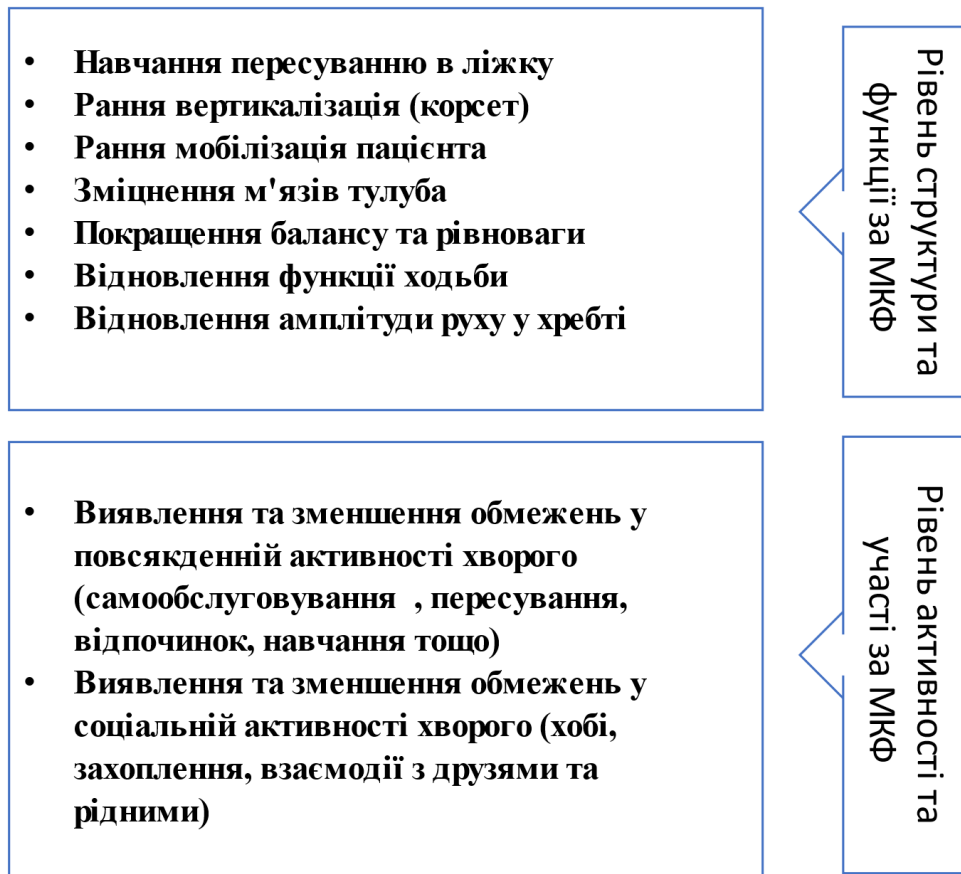 • Навчання пересуванню в ліжку
• Рання вертикалізація (корсет)
• Рання мобілізація пацієнта
• Зміцнення м'язів тулуба
• Покращення балансу та рівноваги
• Відновлення функції ходьби
• Відновлення амплітуди руху у хребті
Рівень структури та
функції за МКФ
• Виявлення та зменшення обмежень у
повсякденній активності хворого
(самообслуговування , пересування,
відпочинок, навчання тощо)
• Виявлення та зменшення обмежень у
соціальній активності хворого (хобі,
захоплення, взаємодії з друзями та
рідними)
Рівень активності та
участі за МКФ